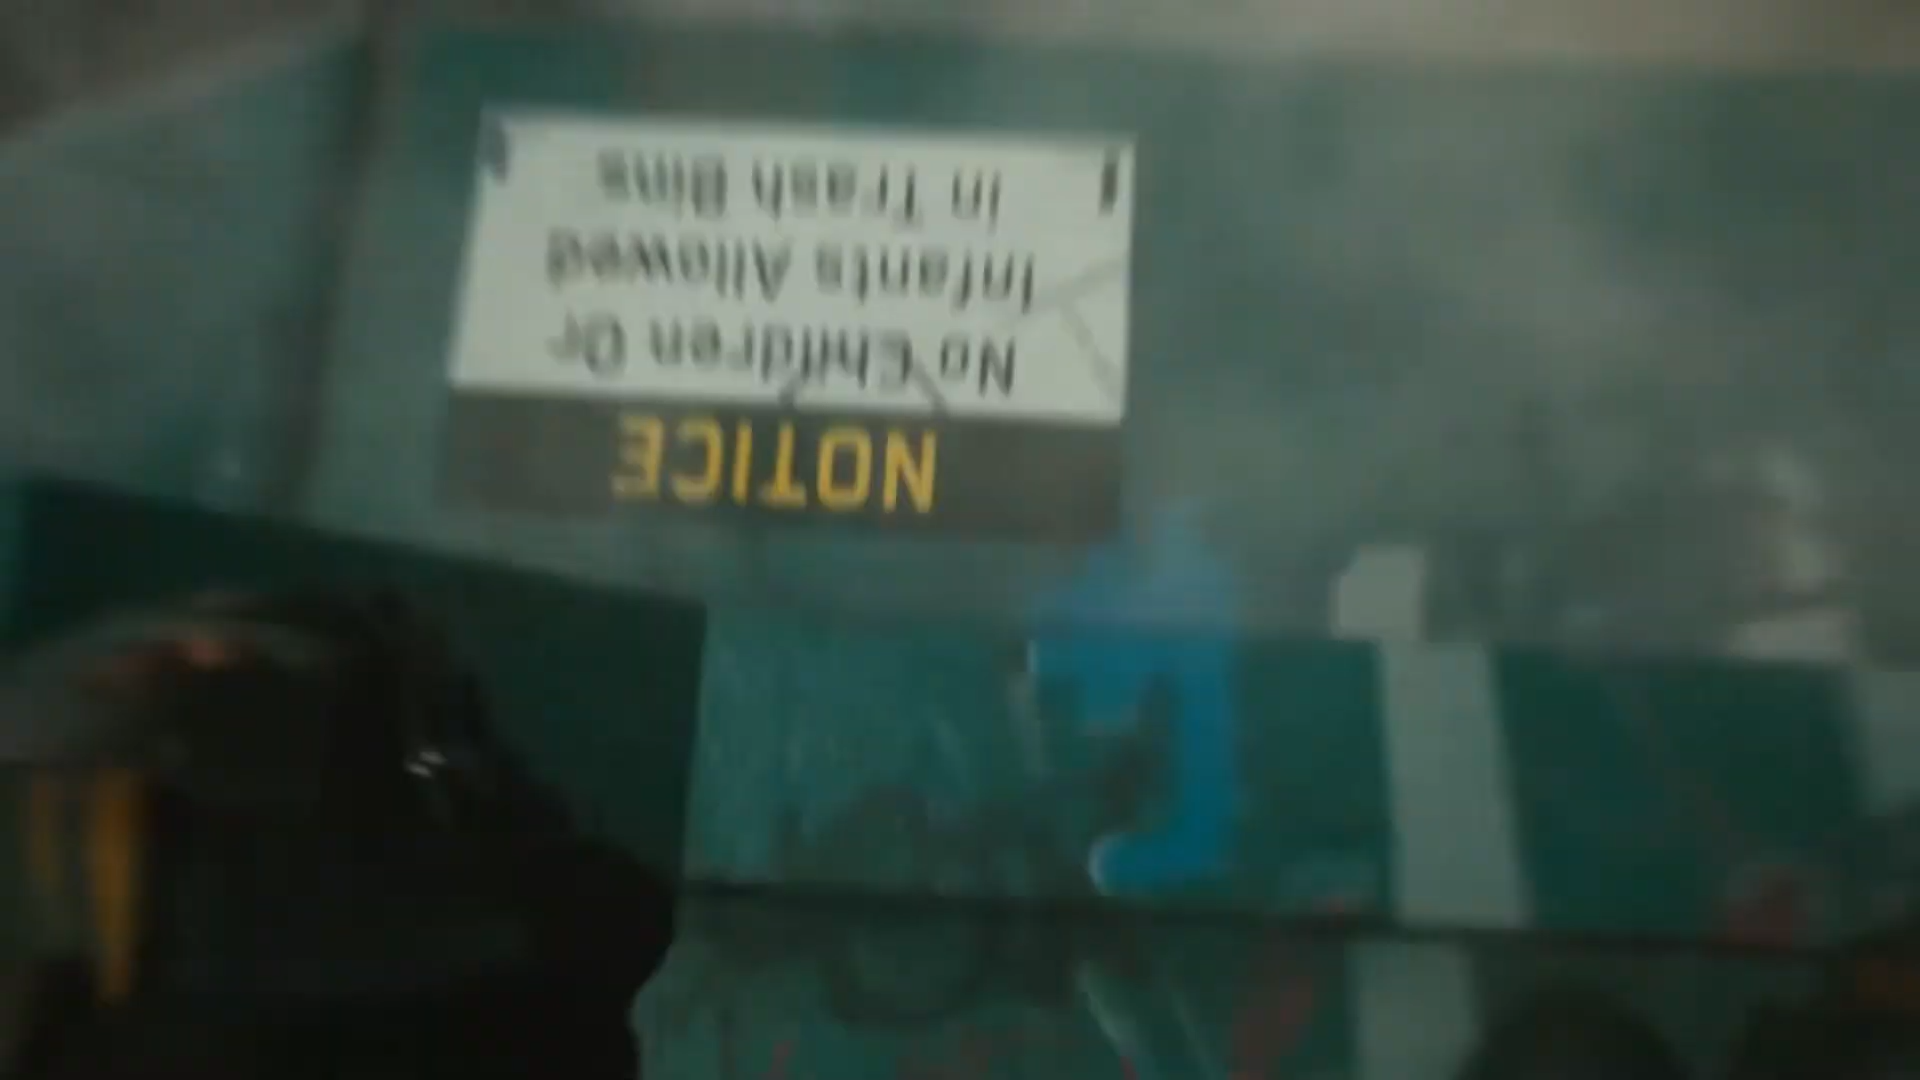 NOTICE
No Children Or
Infants Allowed
In Trash Bins